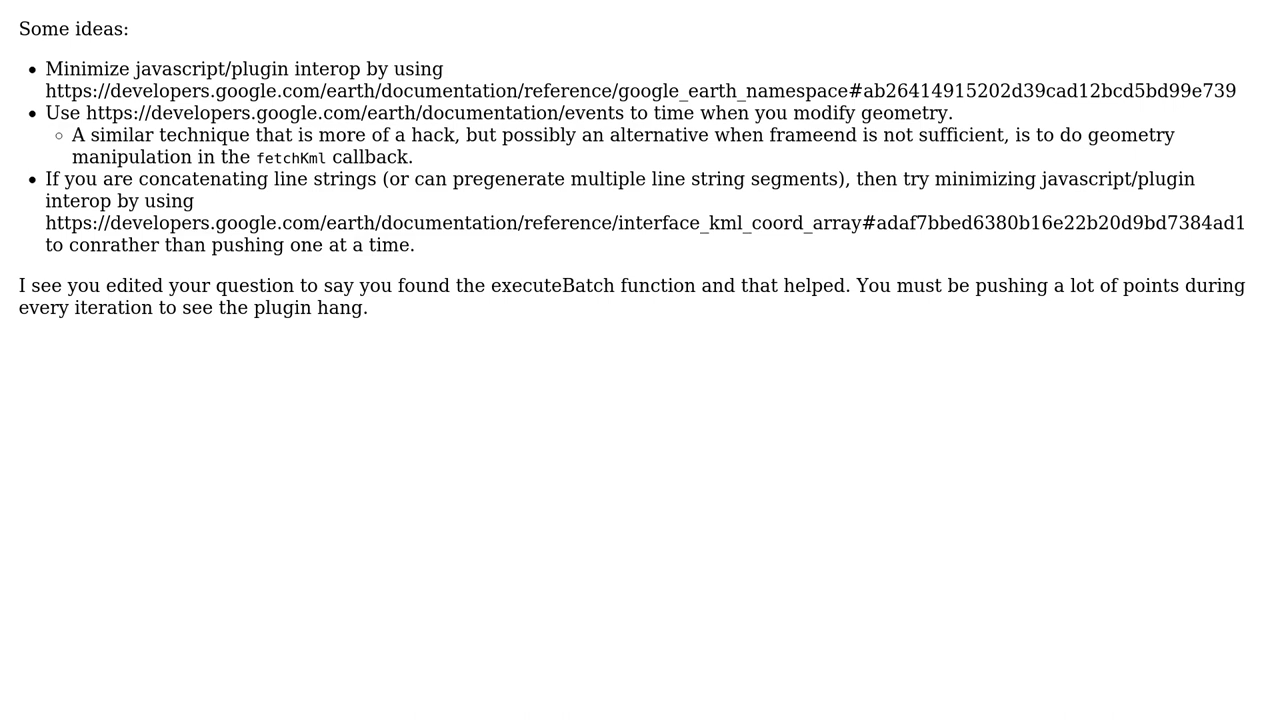 Some ideas:
Minimize javascript/plugin interop by using
https://developers.google.com/earth/documentation/reference/google_earth_namespace#ab26414915202d39cad12bcd5bd99e739
Use https://developers.google.com/earth/documentation/events to time when you modify geometry.
A similar technique that is more of a hack, but possibly an alternative when frameend is not sufficient, is to do geometry
manipulation in the fetchKml callback.
If you are concatenating line strings (or can pregenerate multiple line string segments), then try minimizing javascript/plugin
interop by using
https://developers.google.com/earth/documentation/reference/interface_kml_coord_array#adaf7bbed6380b16e22b20d9bd7384ad1
to conrather than pushing one at a time.
I see you edited your question to say you found the executeBatch function and that helped. You must be pushing a lot of points during
every iteration to see the plugin hang.